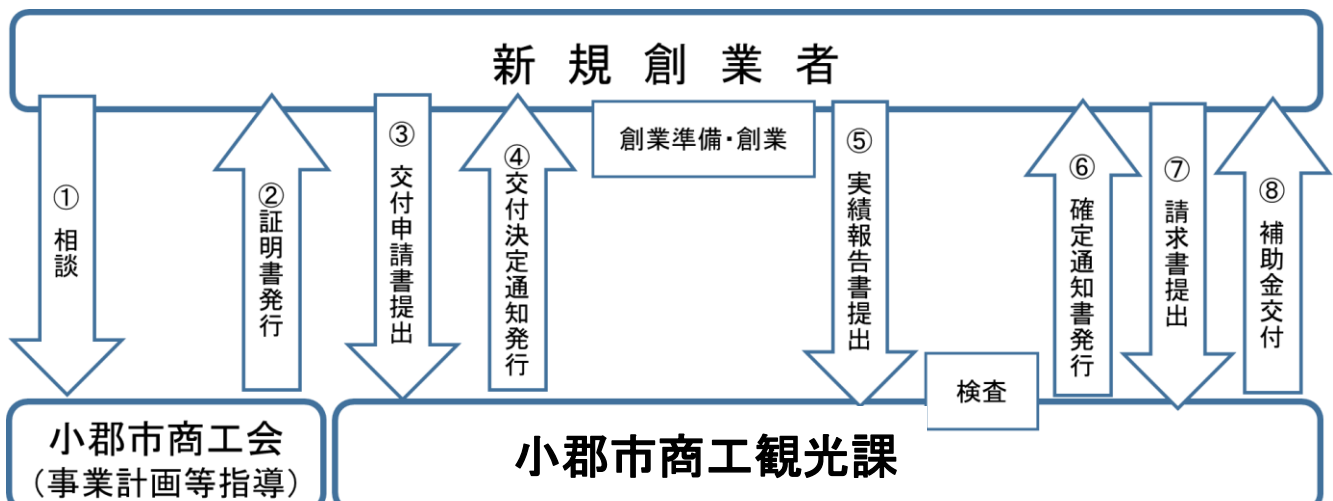 新規創業者
① 相談
②証明書発行
③ 交付申請書提出
④交付決定通知発行
創業準備・創業
⑤ 実績報告書提出
検査
⑥ 確定通知書発行
⑦ 請求書提出
⑧ 補助金交付
小郡市商工会
（事業計画等指導）
小郡市商工観光課